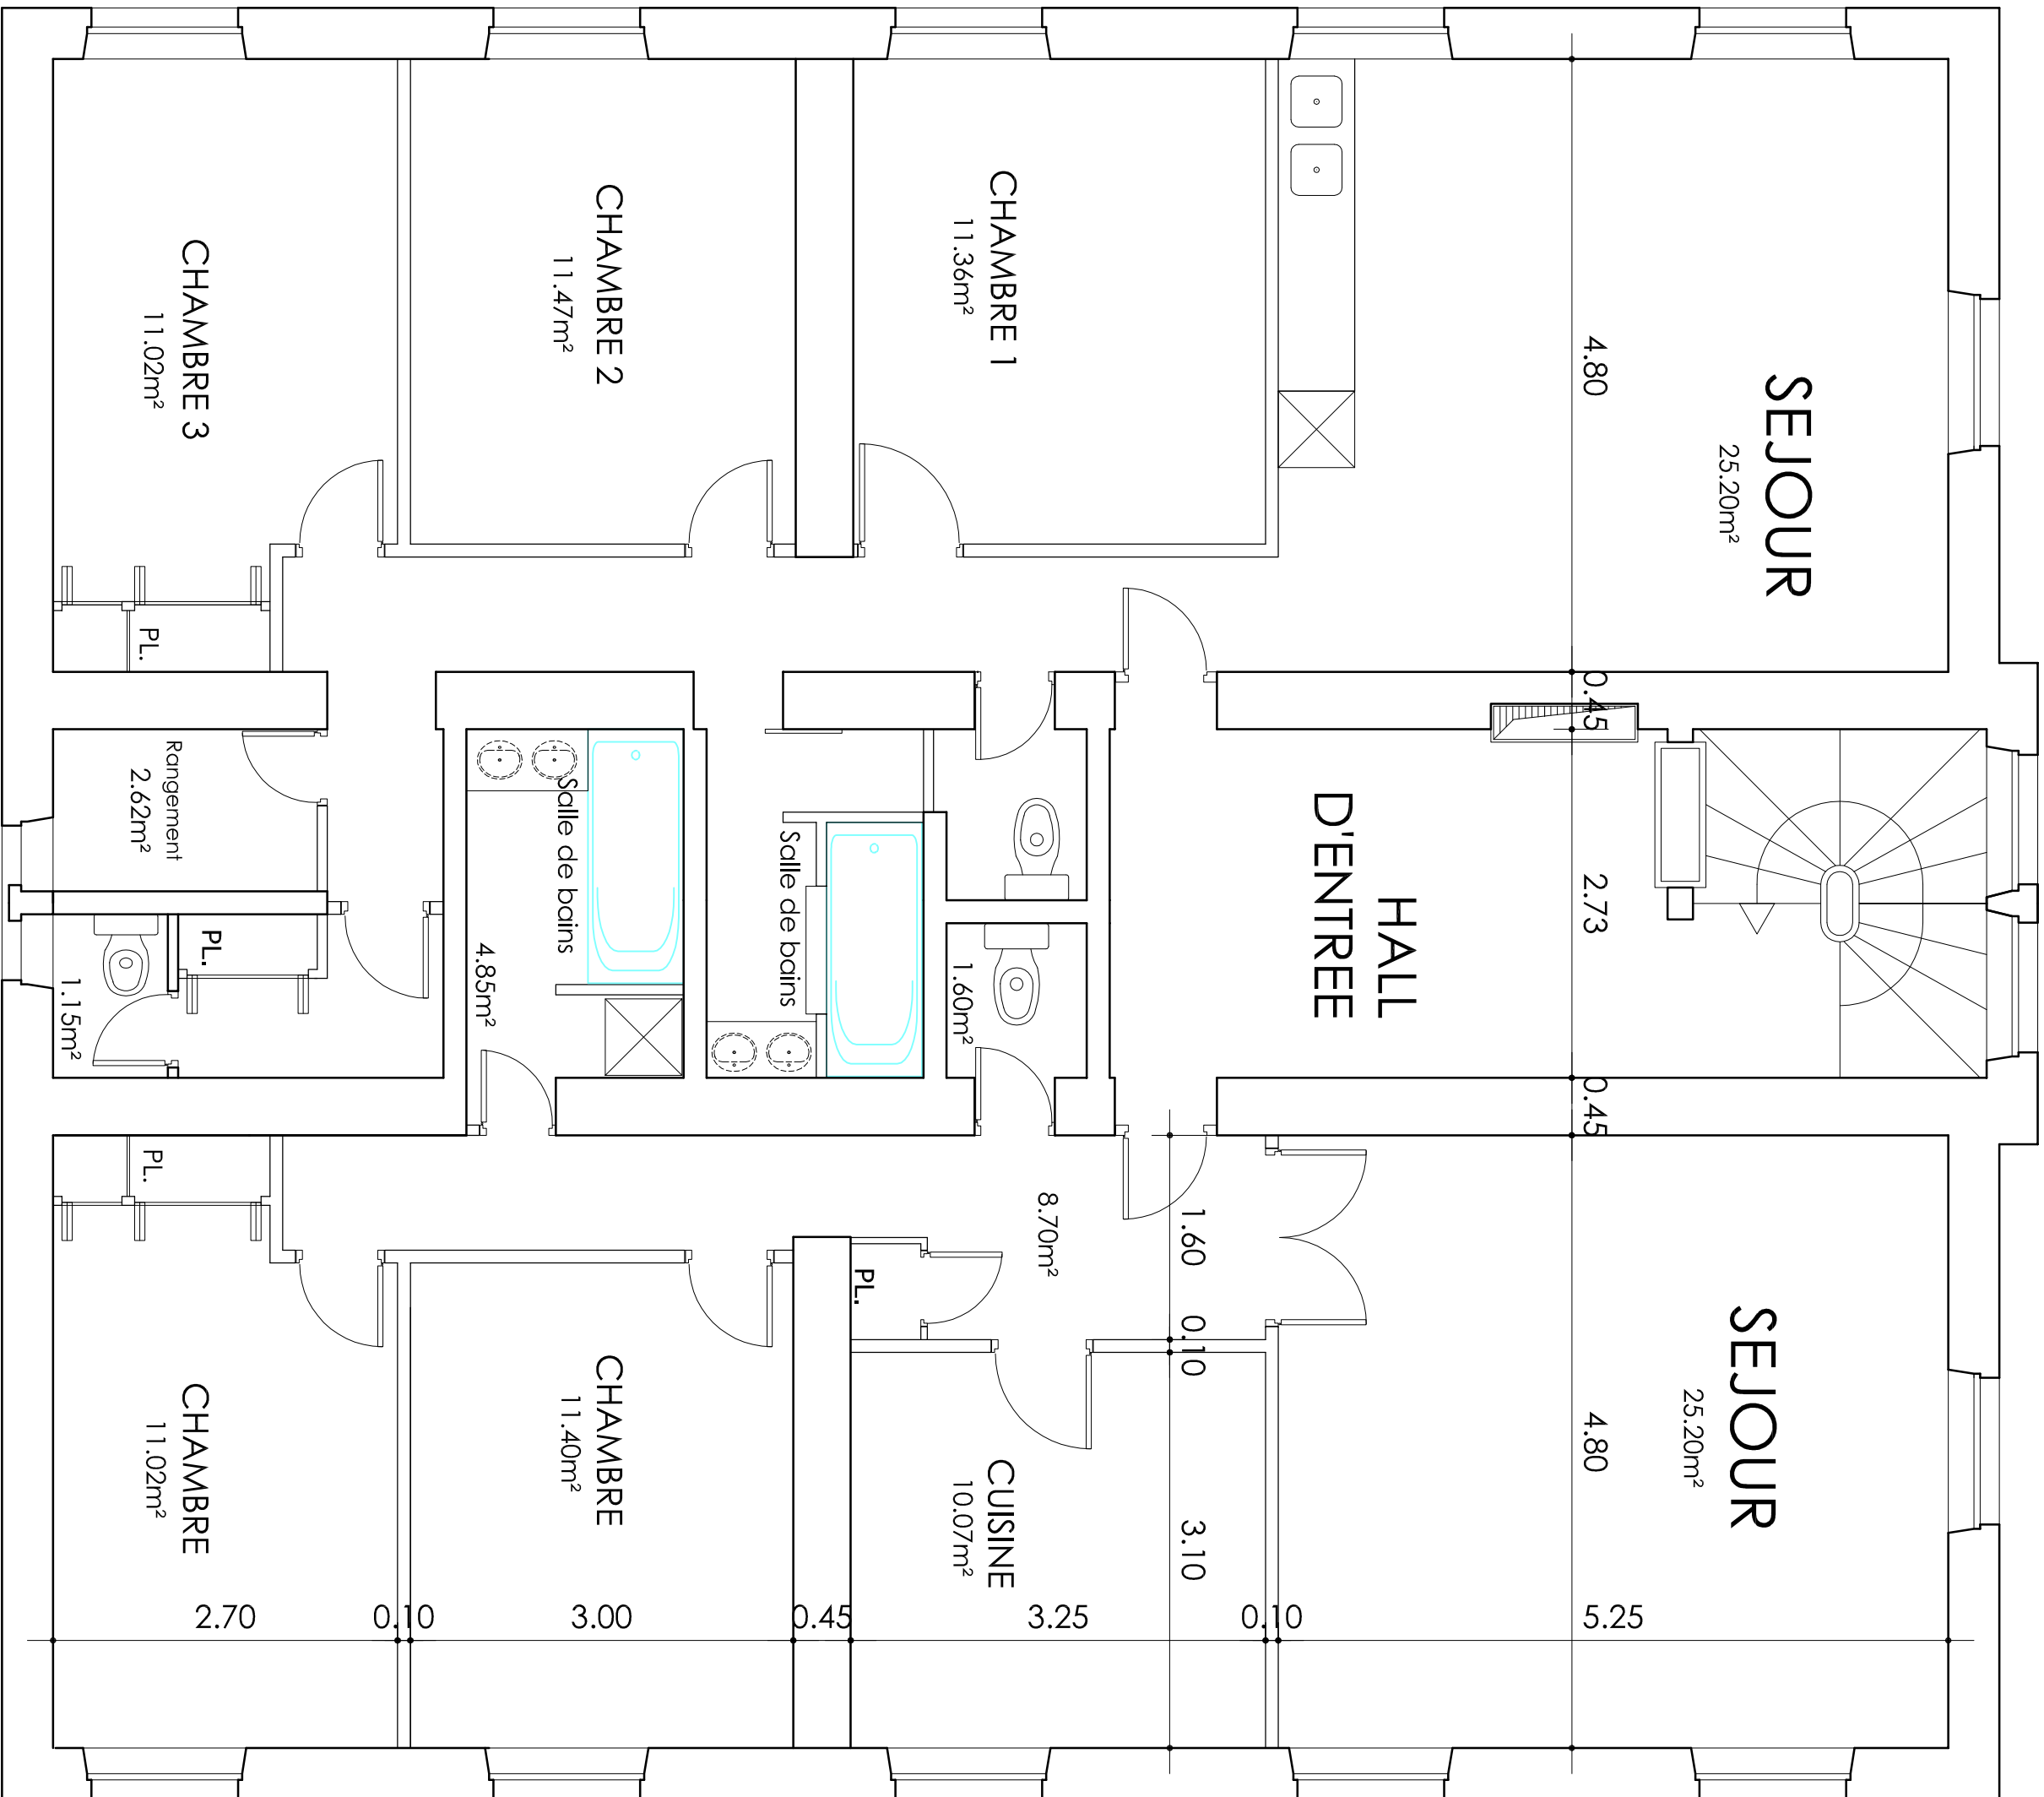 CHAMBRE 3
11.02m²
CHAMBRE 2
11.47m²
CHAMBRE 1
11.36m²
4.80
SEJOUR
25.20m²
PL.
0.45
Rangement
2.62m²
Salle de bains
4.85m²
Salle de bains
HALL
D'ENTREE
2.73
PL.
1.15m²
1.60m²
0.45
PL.
8.70m²
PL.
1.60
0.10
3.10
4.80
SEJOUR
25.20m²
CHAMBRE
11.02m²
CHAMBRE
11.40m²
CUISINE
10.07m²
2.70
0.10
3.00
0.45
3.25
0.10
5.25